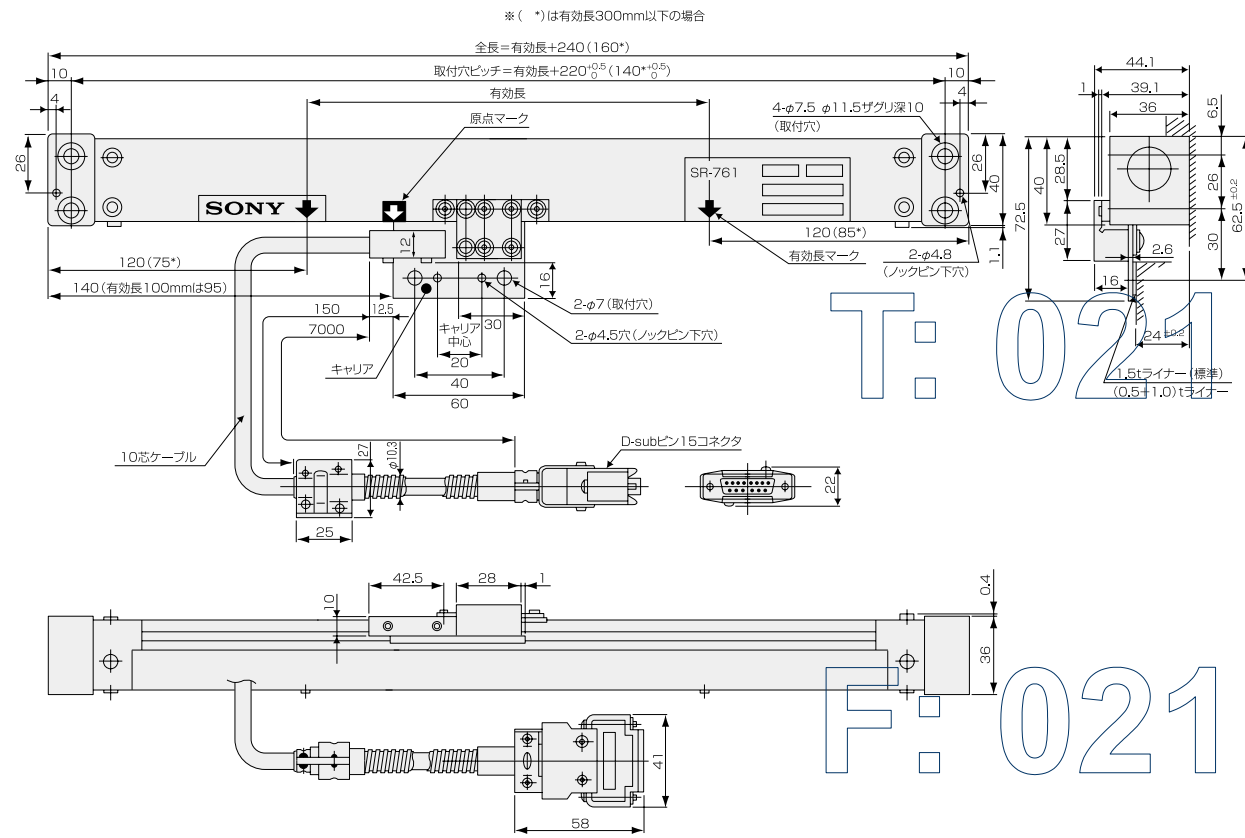 ※(　*)は有効長300mm以下の場合
全長=有効長+240(160*)
10
取付穴ピッチ=有効長+220+0.5 0(140*+0.5 0)
10
4
有効長
4
原点マーク
4-φ7.5 φ11.5ザグリ深10
(取付穴)
26
SR-761
SONY
26
40
1.1
12
120(75*)
120(85*)
有効長マーク
2-φ4.8
(ノックピン下穴)
140(有効長100mmは95)
16
150
12.5
30
2-φ7(取付穴)
7000
キャリア
中心
2-φ4.5穴(ノックピン下穴)
20
キャリア
40
60
44.1
1
39.1
36
6.5
72.5
40
28.5
27
26
30
62.5±0.2
2.6
16
24±0.2
1.5tライナー(標準)
(0.5+1.0)tライナー
T: 021
10芯ケーブル
27
φ10.3
D-subピン15コネクタ
22
25
42.5
28
1
10
0.4
36
F: 021
41
58